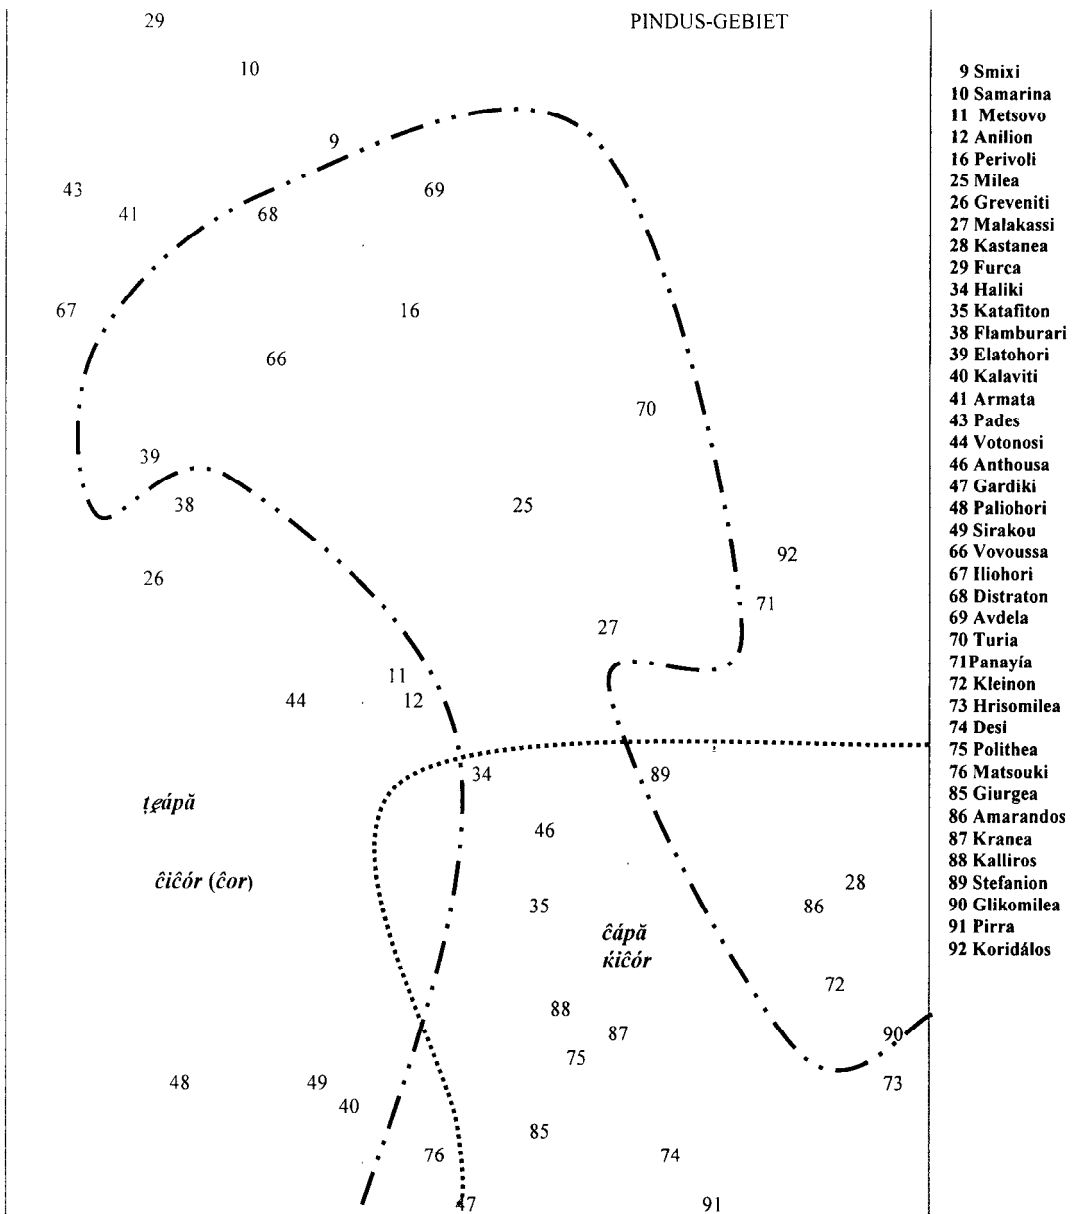 29
PINDUS-GEBIET
10
9
43
69
41
68
67
16
66
70
39
38
25
92
26
71
27
11
44
12
34
89
ţęápă
46
ĉiĉór (ĉor)
28
35
86
ĉápă
ḱiĉór
72
88
87
90
75
48
49
73
40
85
76
74
47
91
9 Smixi
10 Samarina
11 Metsovo
12 Anilion
16 Perivoli
25 Milea
26 Greveniti
27 Malakassi
28 Kastanea
29 Furca
34 Haliki
35 Katafiton
38 Flamburari
39 Elatohori
40 Kalaviti
41 Armata
43 Pades
44 Votonosi
46 Anthousa
47 Gardiki
48 Paliohori
49 Sirakou
66 Vovoussa
67 Iliohori
68 Distraton
69 Avdela
70 Turia
71Panayía
72 Kleinon
73 Hrisomilea
74 Desi
75 Polithea
76 Matsouki
85 Giurgea
86 Amarandos
87 Kranea
88 Kalliros
89 Stefanion
90 Glikomilea
91 Pirra
92 Koridálos